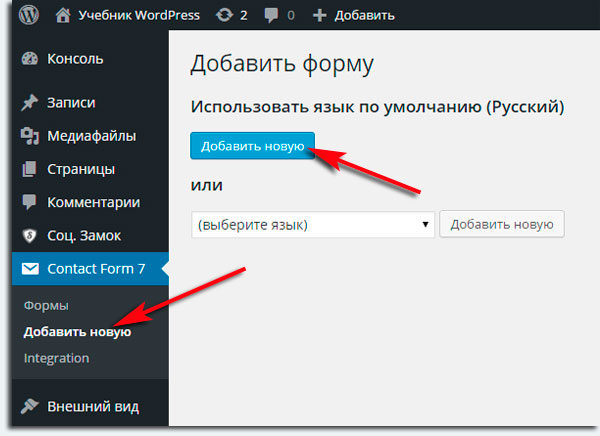 Учебник WordPress 2 0 + Добавить
Консоль
Записи
Медиафайлы
Страницы
Комментарии
Соц. Замок
Contact Form 7
Формы
Добавить новую
Integration
Внешний вид
Добавить форму
Использовать язык по умолчанию (Русский)
Добавить новую
или
(выберите язык) Добавить новую